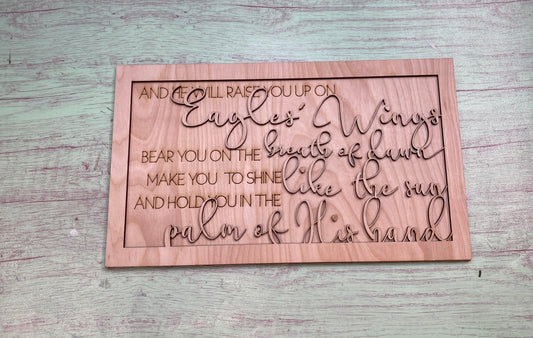 AND HE WILL RAISE YOU UP ON
Eagles' Wings
BEAR YOU ON THE breath of dawn
MAKE YOU TO SHINE like the sun
AND HOLD YOU IN THE
palm of His hand